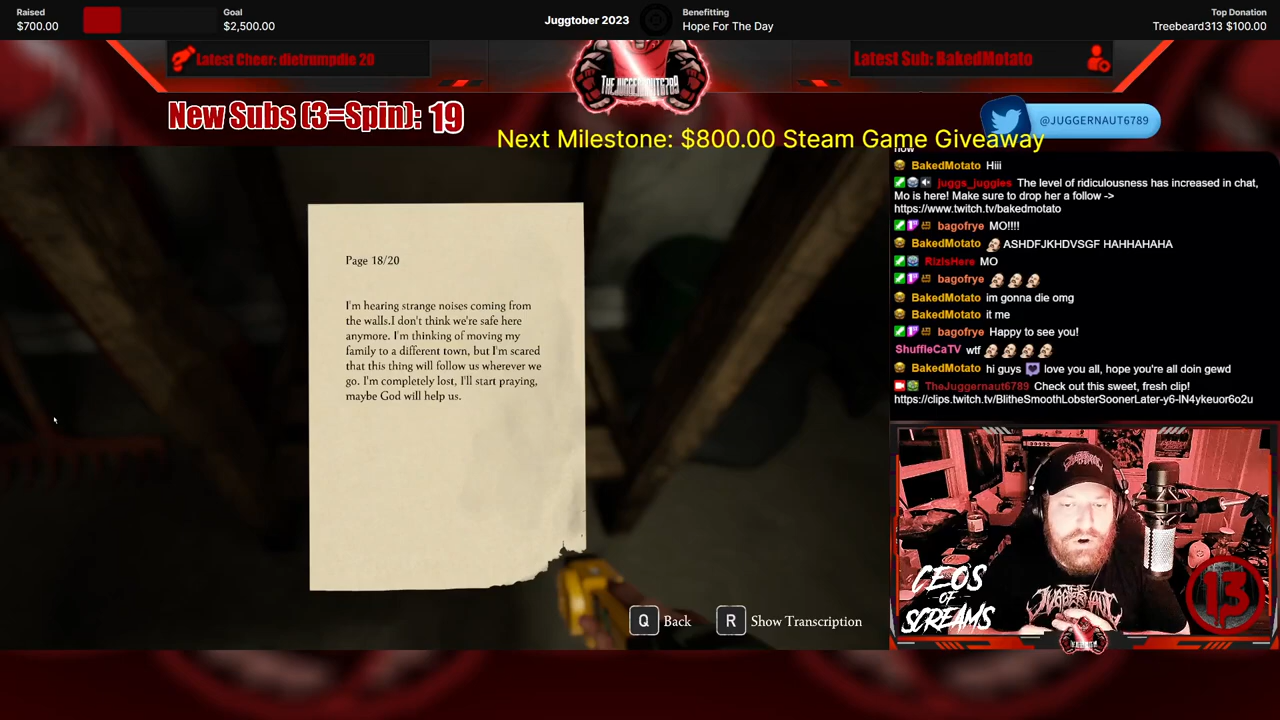 Raised
$700.00
Goal
$2,500.00
Juggtober 2023
Benefitting
Hope For The Day
Top Donation
Treebeard313 $100.00
Latest Cheer: dietrumpdie 20
THEJUGGERNAUT6789
Latest Sub: BakedMotato
New Subs (3=Spin): 19
@JUGGERNAUT6789
Next Milestone: $800.00 Steam Game Giveaway
now
BakedMotato Hiii
juggs_juggles The level of ridiculousness has increased in chat,
Mo is here! Make sure to drop her a follow ->
https://www.twitch.tv/bakedmotato
bagofrye MO!!!!
BakedMotato ASHDFJKHDVSGF HAHHAHAHA
RizIsHere MO
bagofrye
BakedMotato im gonna die omg
BakedMotato it me
bagofrye Happy to see you!
ShuffleCaTV wtf
BakedMotato hi guys love you all, hope you're all doin gewd
TheJuggernaut6789 Check out this sweet, fresh clip!
https://clips.twitch.tv/BlitheSmoothLobsterSoonerLater-y6-lN4ykeuor6o2u
Page 18/20
I'm hearing strange noises coming from
the walls.I don't think we're safe here
anymore. I'm thinking of moving my
family to a different town, but I'm scared
that this thing will follow us wherever we
go. I'm completely lost, I'll start praying,
maybe God will help us.
Q Back
R Show Transcription
CEOS
OF
SCREAMS
13